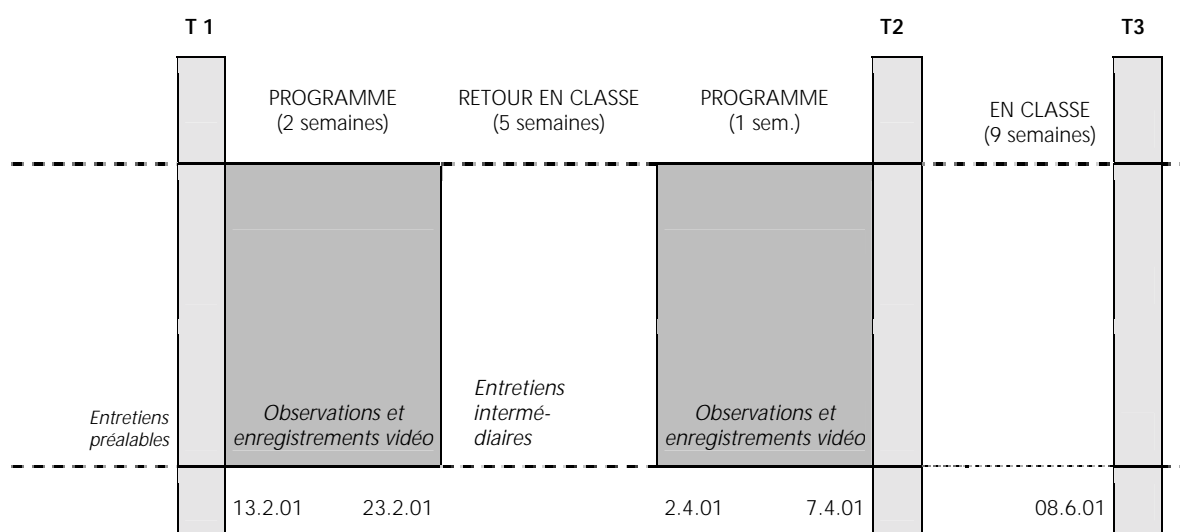 T 1
T2
T3
PROGRAMME
(2 semaines)
RETOUR EN CLASSE
(5 semaines)
PROGRAMME
(1 sem.)
EN CLASSE
(9 semaines)
Entretiens
préalables
Observations et
enregistrements vidéo
Entretiens
intermé-
diaires
Observations et
enregistrements vidéo
13.2.01
23.2.01
2.4.01
7.4.01
08.6.01